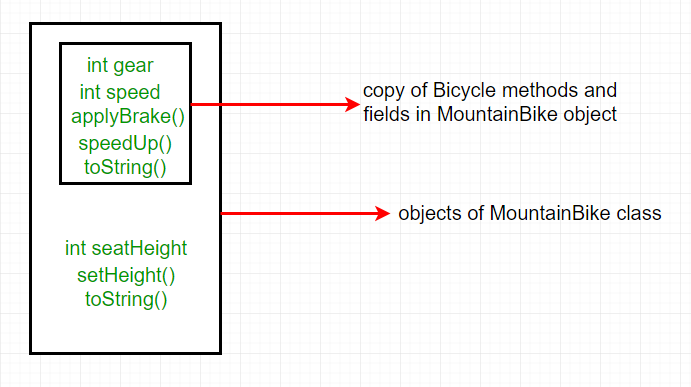 int gear
int speed
applyBrake()
speedUp()
toString()
copy of Bicycle methods and
fields in MountainBike object
objects of MountainBike class
int seatHeight
setHeight()
toString()